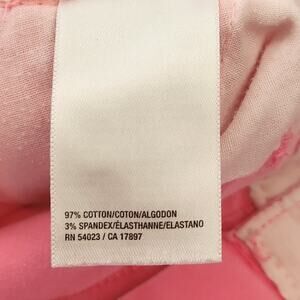 97% COTTON/COTON/ALGODON
3% SPANDEX/ÉLASTHANNE/ELASTANO
RN 54023 / CA 17897